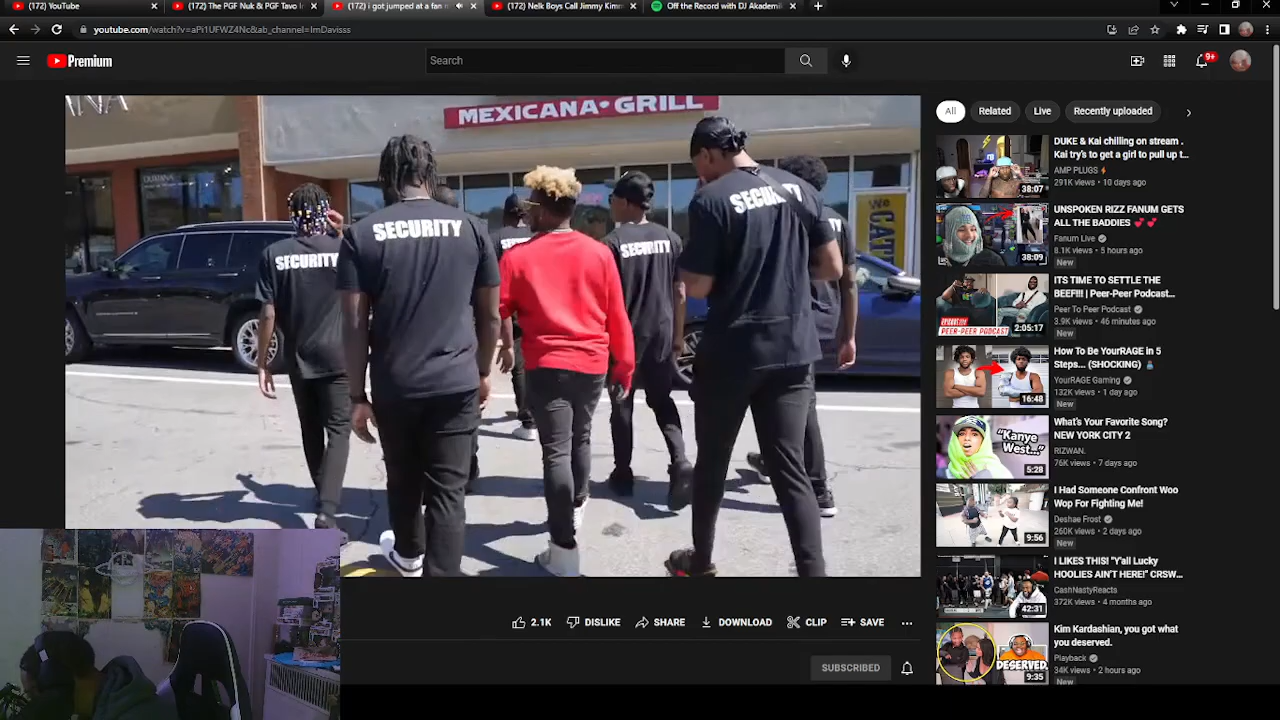 (172) YouTube
(172) The PGF Nuk & PGF Tavo I
(172) i got jumped at a fan
(172) Nelk Boys Call Jimmy Kim
Off the Record with DJ Akademi
youtube.com/watch?v=aPi1UFWZ4Nc&ab_channel=ImDavisss
Premium
Search
9+
MEXICANA GRILL
We
SECURITY
SECURITY
SECURITY
SECURITY
2.1K
DISLIKE
SHARE
DOWNLOAD
CLIP
SAVE
SUBSCRIBED
All
Related
Live
Recently uploaded
DUKE & Kai chilling on stream .
Kai try's to get a girl to pull up t...
AMP PLUGS
291K views • 10 days ago
38:07
UNSPOKEN RIZZ FANUM GETS
ALL THE BADDIES
Fanum Live
8.1K views • 5 hours ago
New
38:09
ITS TIME TO SETTLE THE
BEEF!!! | Peer-Peer Podcast...
Peer To Peer Podcast
3.9K views • 46 minutes ago
New
PEER-PEER PODCAST
2:05:17
How To Be YourRAGE in 5
Steps... (SHOCKING)
YouRAGE Gaming
132K views • 1 day ago
New
16:48
What's Your Favorite Song?
NEW YORK CITY 2
RIZWAN.
76K views • 7 days ago
"Kanye
West..."
5:28
I Had Someone Confront Woo
Wop For Fighting Me!
Deshae Frost
260K views • 2 days ago
New
9:56
I LIKES THIS! "Y'all Lucky
HOOLIES AIN'T HERE!" CRSW...
CashNastyReacts
372K views • 4 months ago
42:31
Kim Kardashian, you got what
you deserved.
Playback
34K views • 2 hours ago
New
DESERVED.
9:35